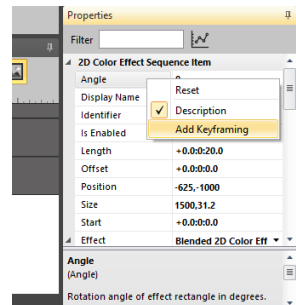 Properties
Filter
2D Color Effect Sequence Item
Angle
Display Name
Identifier
Is Enabled
Length +0.0:0:20.0
Offset +0.0:0:0.0
Position -625,-1000
Size 1500,31.2
Start +0.0:0:0.0
Effect Blended 2D Color Eff
Reset
Description
Add Keyframing
Angle
(Angle)
Rotation angle of effect rectangle in degrees.